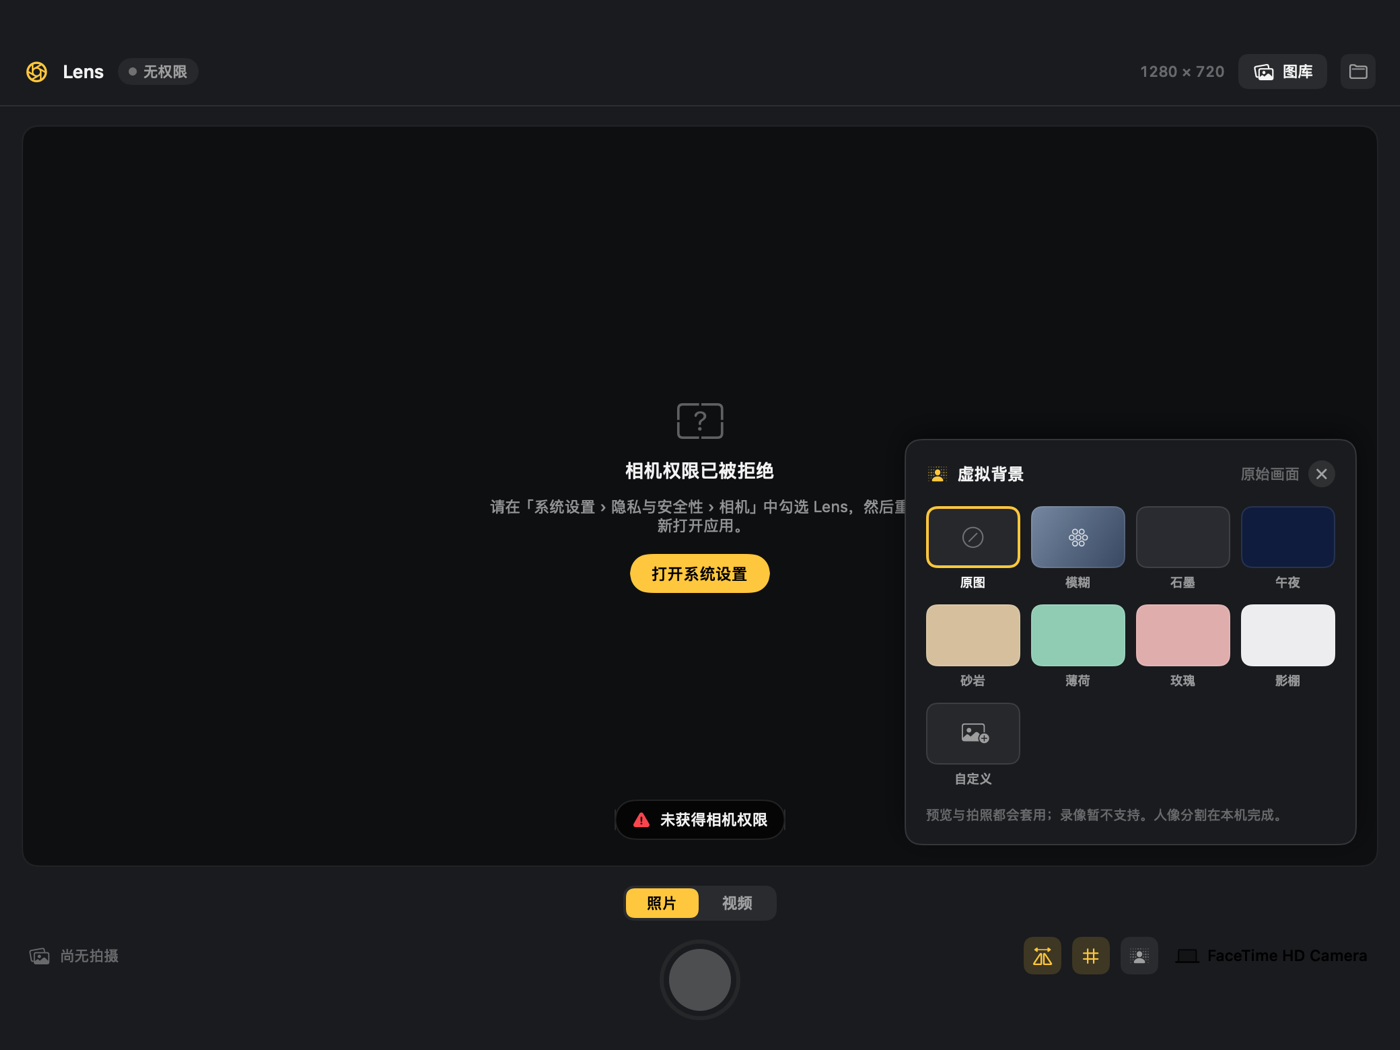 Lens
无权限
1280 × 720
图库
相机权限已被拒绝
请在「系统设置 › 隐私与安全性 › 相机」中勾选 Lens，然后重
新打开应用。
打开系统设置
未获得相机权限
虚拟背景
原始画面
原图
模糊
石墨
午夜
砂岩
薄荷
玫瑰
影棚
自定义
预览与拍照都会套用；录像暂不支持。人像分割在本机完成。
照片
视频
尚无拍摄
FaceTime HD Camera